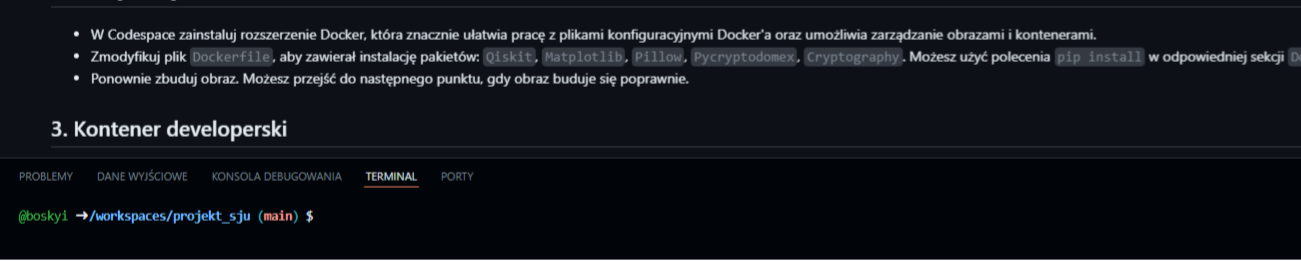 W Codespace zainstaluj rozszerzenie Docker, która znacznie ułatwia pracę z plikami konfiguracyjnymi Docker'a oraz umożliwia zarządzanie obrazami i kontenerami.
Zmodyfikuj plik Dockerfile, aby zawierał instalację pakietów: Qiskit, Matplotlib, Pillow, Pycryptodomex, Cryptography. Możesz użyć polecenia pip install w odpowiedniej sekcji
Ponownie zbuduj obraz. Możesz przejść do następnego punktu, gdy obraz buduje się poprawnie.
3. Kontener developerski
PROBLEMY DANE WYJŚCIOWE KONSOLA DEBUGOWANIA TERMINAL PORTY
@boskyi ➜/workspaces/projekt_sju (main) $